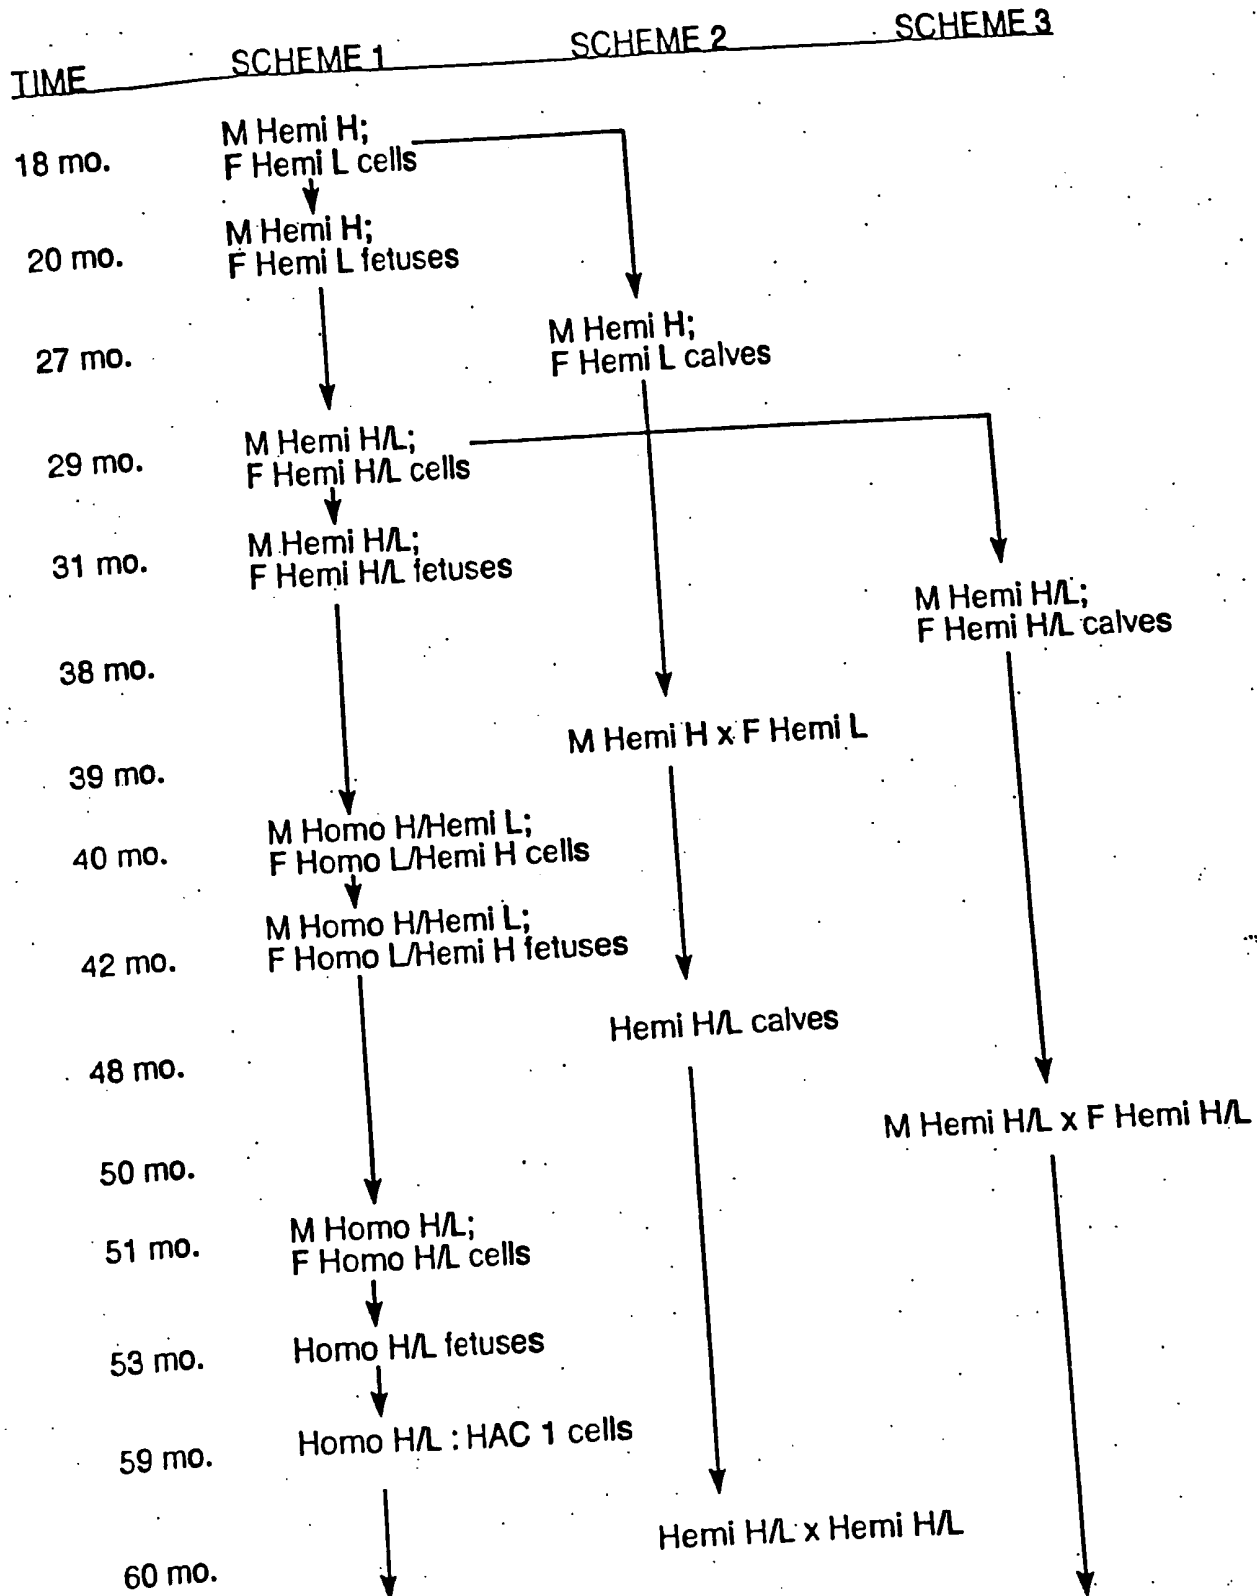 TIME SCHEME 1 SCHEME 2 SCHEME 3
18 mo.
M Hemi H;
F Hemi L cells
20 mo.
M Hemi H;
F Hemi L fetuses
27 mo.
M Hemi H;
F Hemi L calves
29 mo.
M Hemi H/L;
F Hemi H/L cells
31 mo.
M Hemi H/L;
F Hemi H/L fetuses
38 mo.
M Hemi H/L;
F Hemi H/L calves
39 mo.
M Hemi H x F Hemi L
40 mo.
M Homo H/Hemi L;
F Homo L/Hemi H cells
42 mo.
M Homo H/Hemi L;
F Homo L/Hemi H fetuses
48 mo.
Hemi H/L calves
50 mo.
M Hemi H/L x F Hemi H/L
51 mo.
M Homo H/L;
F Homo H/L cells
53 mo.
Homo H/L fetuses
59 mo.
Homo H/L : HAC 1 cells
60 mo.
Hemi H/L x Hemi H/L